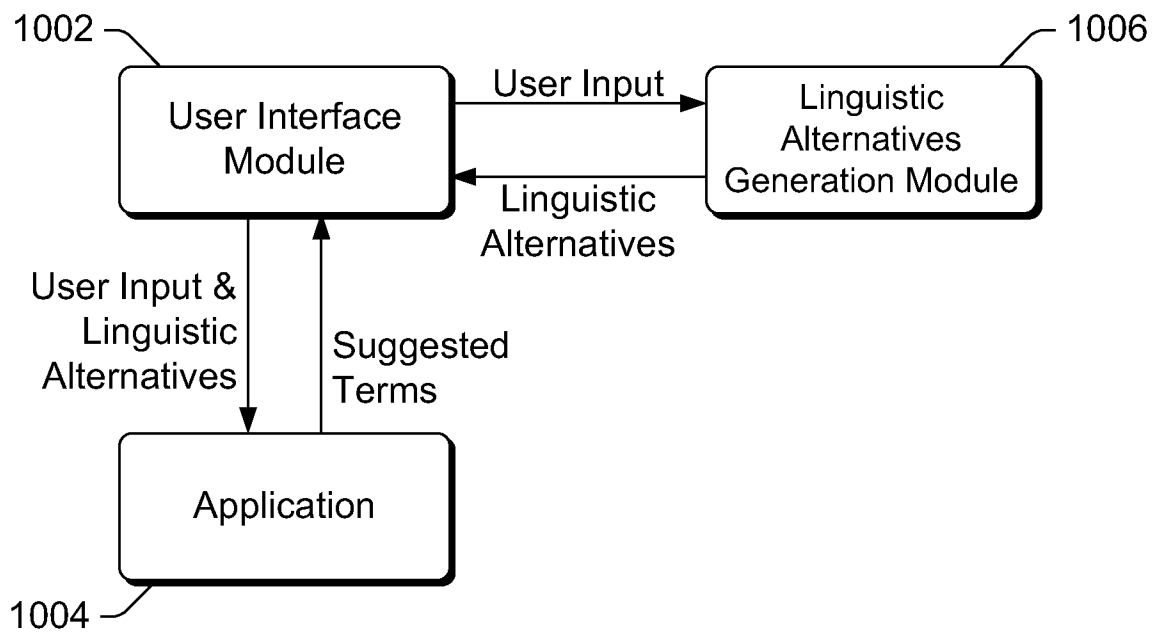 1002
1006
User Interface
Module
User Input
Linguistic
Alternatives
Generation Module
Linguistic
Alternatives
User Input &
Linguistic
Alternatives
Suggested
Terms
Application
1004